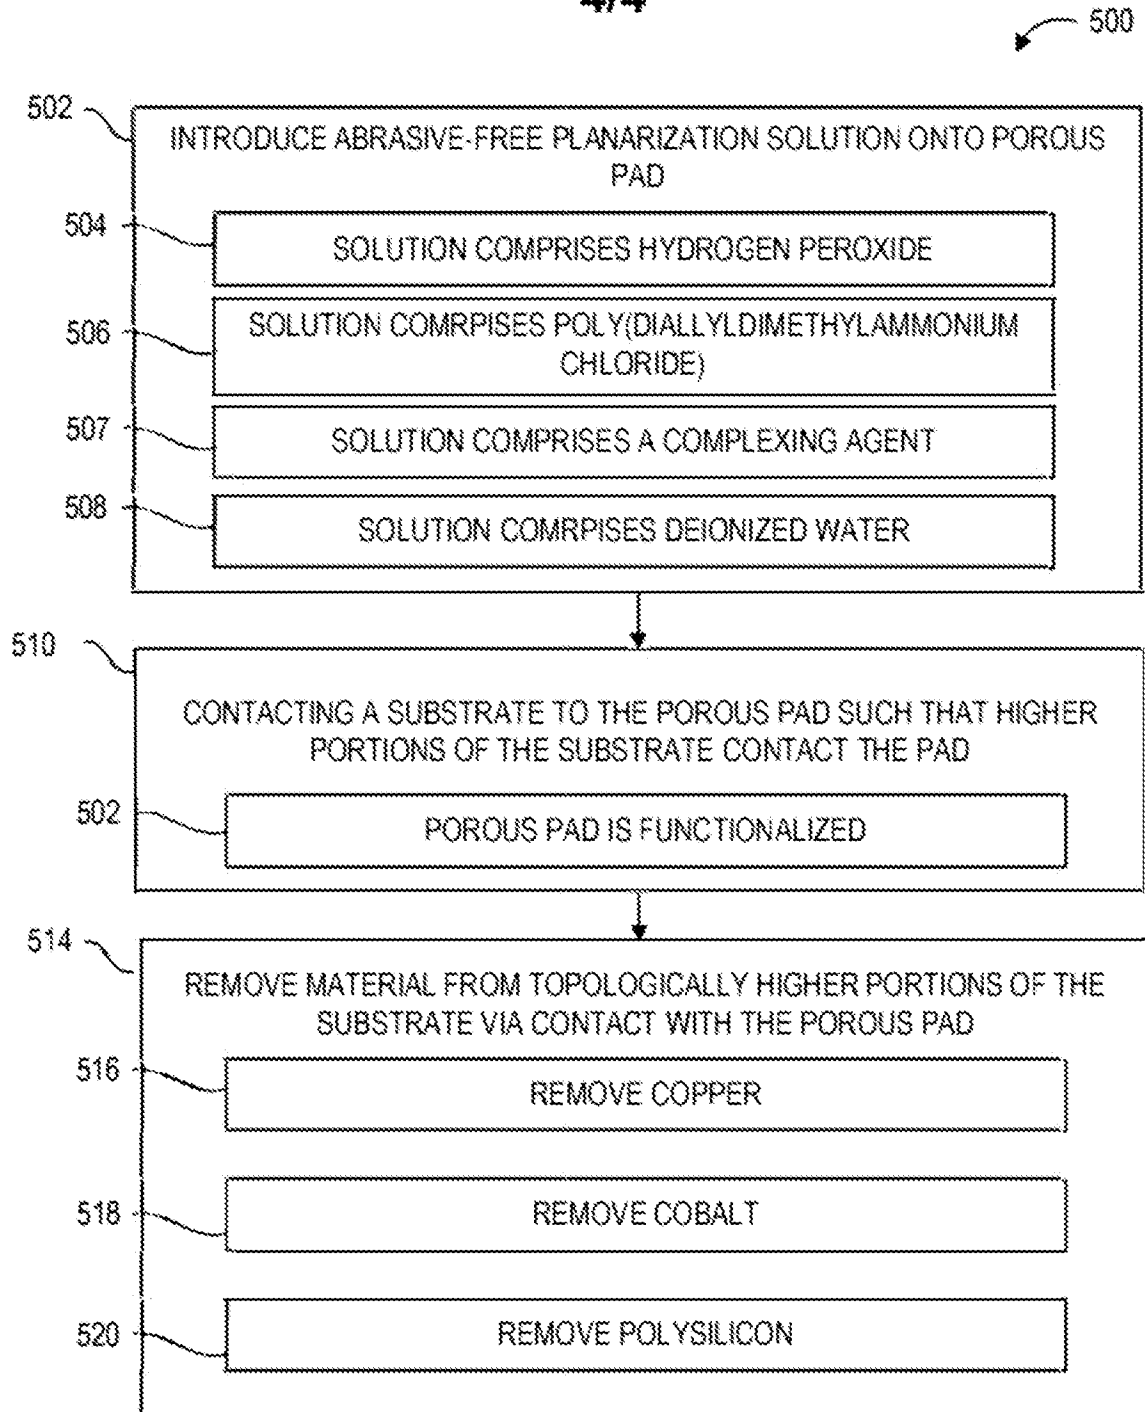 4/4
500
502
INTRODUCE ABRASIVE-FREE PLANARIZATION SOLUTION ONTO POROUS
PAD
504
SOLUTION COMPRISES HYDROGEN PEROXIDE
506
SOLUTION COMRPISES POLY(DIALLYLDIMETHYLAMMONIUM
CHLORIDE)
507
SOLUTION COMPRISES A COMPLEXING AGENT
508
SOLUTION COMRPISES DEIONIZED WATER
510
CONTACTING A SUBSTRATE TO THE POROUS PAD SUCH THAT HIGHER
PORTIONS OF THE SUBSTRATE CONTACT THE PAD
502
POROUS PAD IS FUNCTIONALIZED
514
REMOVE MATERIAL FROM TOPOLOGICALLY HIGHER PORTIONS OF THE
SUBSTRATE VIA CONTACT WITH THE POROUS PAD
516
REMOVE COPPER
518
REMOVE COBALT
520
REMOVE POLYSILICON